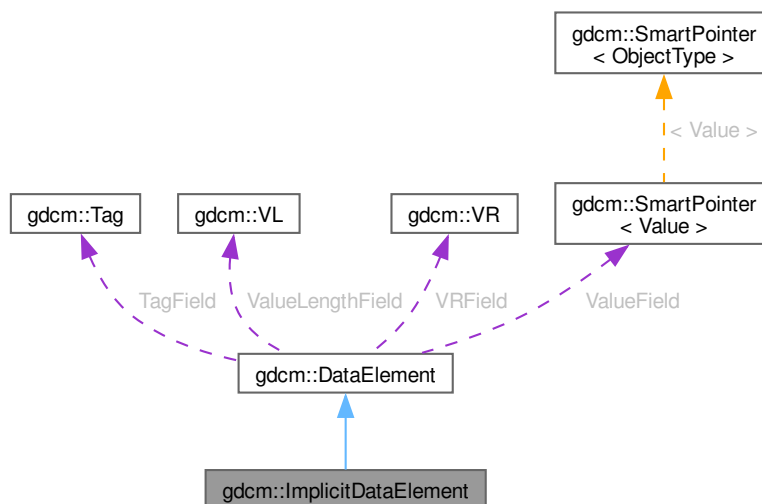 gdcm::SmartPointer
< ObjectType >
< Value >
gdcm::Tag
gdcm::VL
gdcm::VR
gdcm::SmartPointer
< Value >
TagField
ValueLengthField
VRField
ValueField
gdcm::DataElement
gdcm::ImplicitDataElement